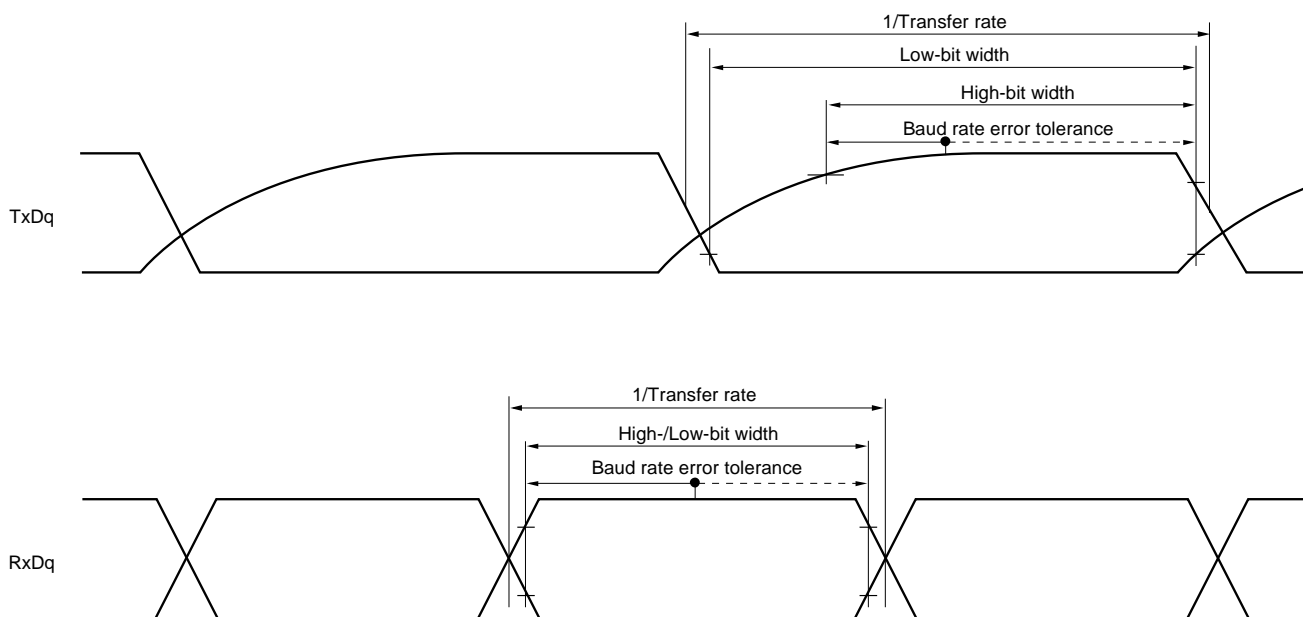 1/Transfer rate
Low-bit width
High-bit width
Baud rate error tolerance
TxDq
1/Transfer rate
High-/Low-bit width
Baud rate error tolerance
RxDq